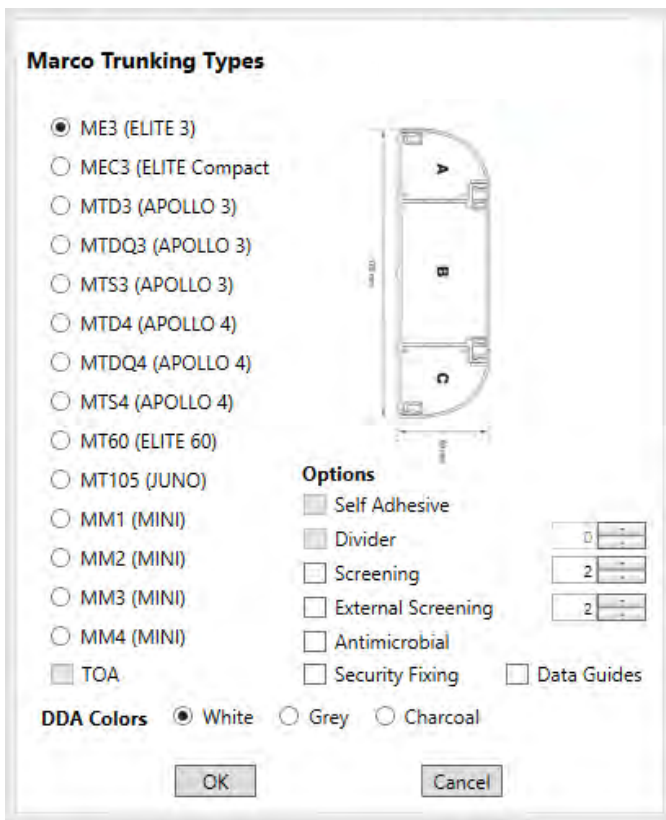 Marco Trunking Types
ME3 (ELITE 3)
MEC3 (ELITE Compact
MTD3 (APOLLO 3)
MTDQ3 (APOLLO 3)
MTS3 (APOLLO 3)
MTD4 (APOLLO 4)
MTDQ4 (APOLLO 4)
MTS4 (APOLLO 4)
MT60 (ELITE 60)
MT105 (JUNO)
MM1 (MINI)
MM2 (MINI)
MM3 (MINI)
MM4 (MINI)
TOA
A
B
C
Options
Self Adhesive
Divider 0
Screening 2
External Screening 2
Antimicrobial
Security Fixing Data Guides
DDA Colors White Grey Charcoal
OK Cancel